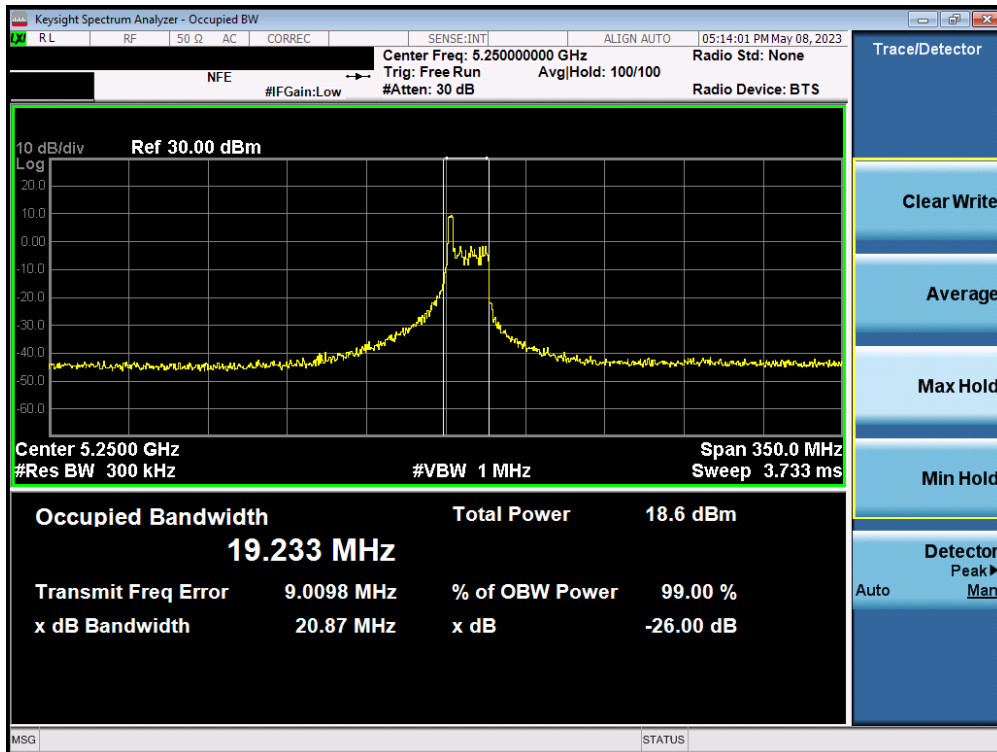 Keysight Spectrum Analyzer - Occupied BW
LXI RL RF 50 Ω AC CORREC SENSE:INT ALIGN AUTO 05:14:01 PM May 08, 2023
Center Freq: 5.250000000 GHz Radio Std: None
NFE Trig: Free Run Avg|Hold: 100/100
#IFGain:Low #Atten: 30 dB Radio Device: BTS
Trace/Detector
10 dB/div Ref 30.00 dBm
Log
20.0
10.0
0.00
-10.0
-20.0
-30.0
-40.0
-50.0
-60.0
Center 5.2500 GHz Span 350.0 MHz
#Res BW 300 kHz #VBW 1 MHz Sweep 3.733 ms
Occupied Bandwidth Total Power 18.6 dBm
19.233 MHz
Transmit Freq Error 9.0098 MHz % of OBW Power 99.00 %
x dB Bandwidth 20.87 MHz x dB -26.00 dB
Clear Write
Average
Max Hold
Min Hold
Detector
Peak▶
Auto Man
MSG STATUS